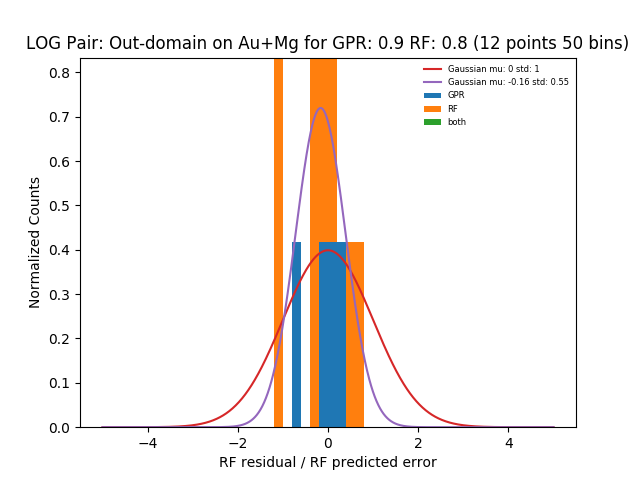 LOG Pair: Out-domain on Au+Mg for GPR: 0.9 RF: 0.8 (12 points 50 bins)
Gaussian mu: 0 std: 1
Gaussian mu: -0.16 std: 0.55
GPR
RF
both
Normalized Counts
0.8
0.7
0.6
0.5
0.4
0.3
0.2
0.1
0.0
−4
−2
0
2
4
RF residual / RF predicted error